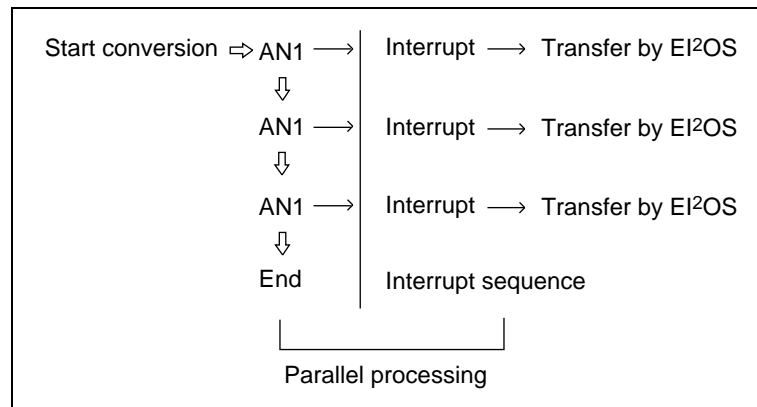 Start conversion ⇨ AN1 → Interrupt → Transfer by EI²OS
AN1 → Interrupt → Transfer by EI²OS
AN1 → Interrupt → Transfer by EI²OS
End Interrupt sequence
Parallel processing